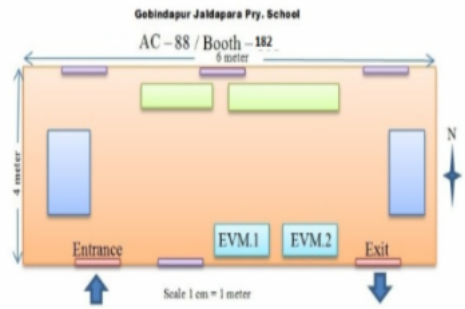 Gobindapur Jaldapara Pry. School
AC – 88 / Booth – 182
6 meter
4 meter
N
EVM.1
EVM.2
Entrance
Exit
Scale 1 cm = 1 meter